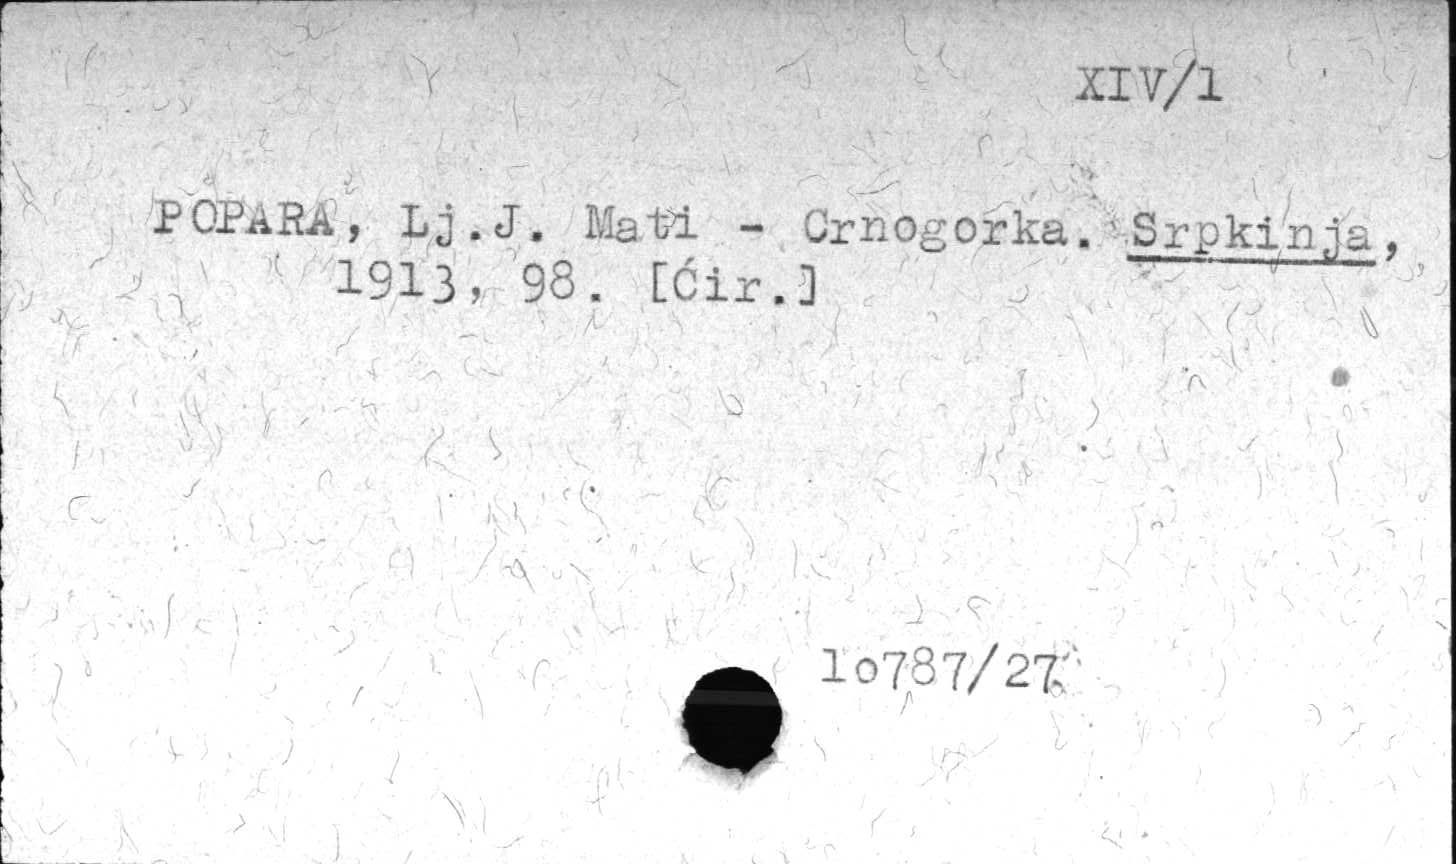 XIV/1
POPARA, Lj.J. Mati - Crnogorka. Srpkinja,
1913, 98. [Ćir.]
1o787/27